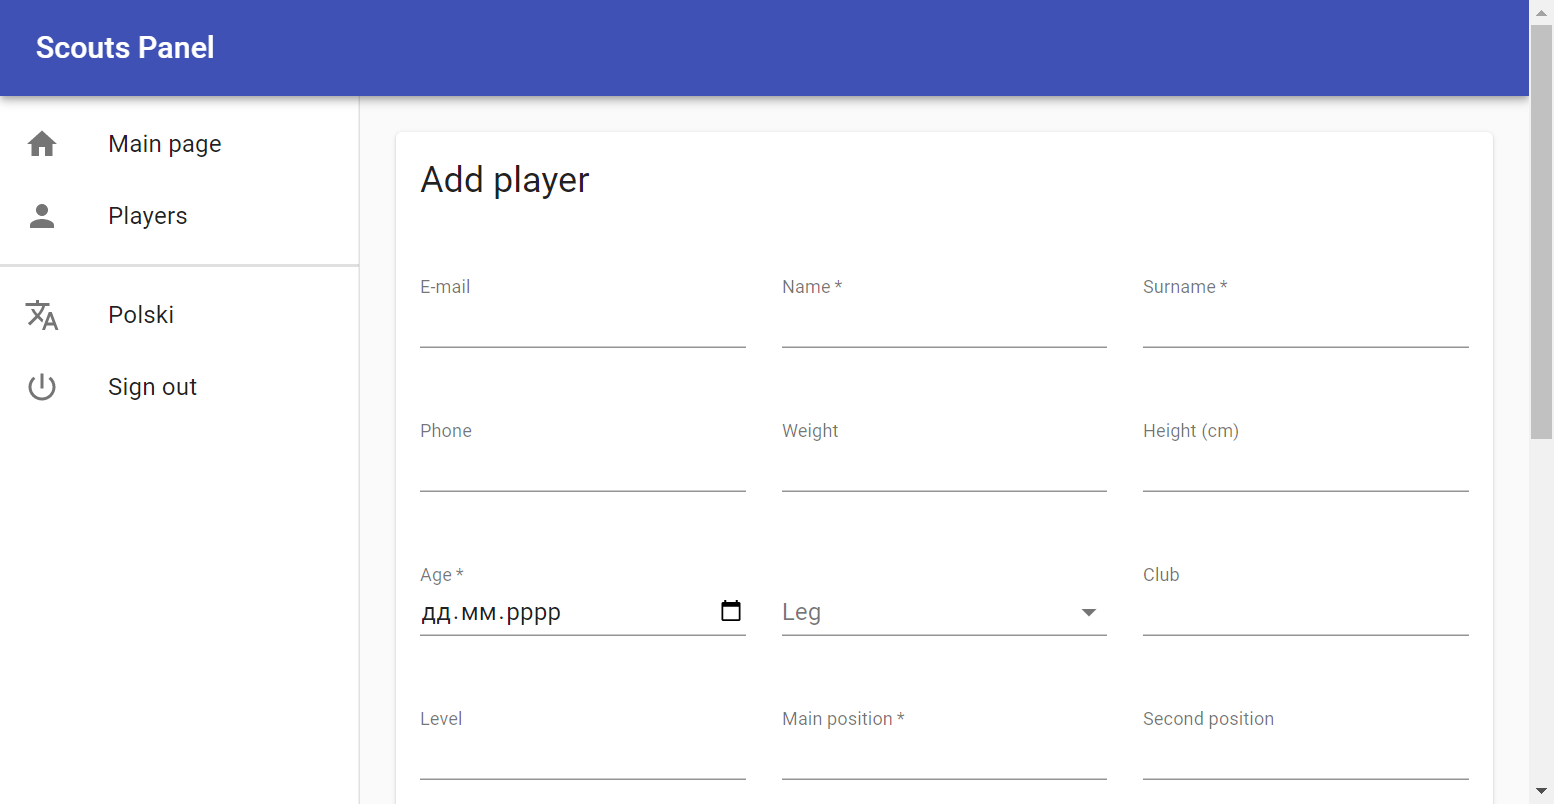 Scouts Panel
Main page
Players
Polski
Sign out
Add player
E-mail
Name *
Surname *
Phone
Weight
Height (cm)
Age *
дд.мм.рррр
Leg
Club
Level
Main position *
Second position